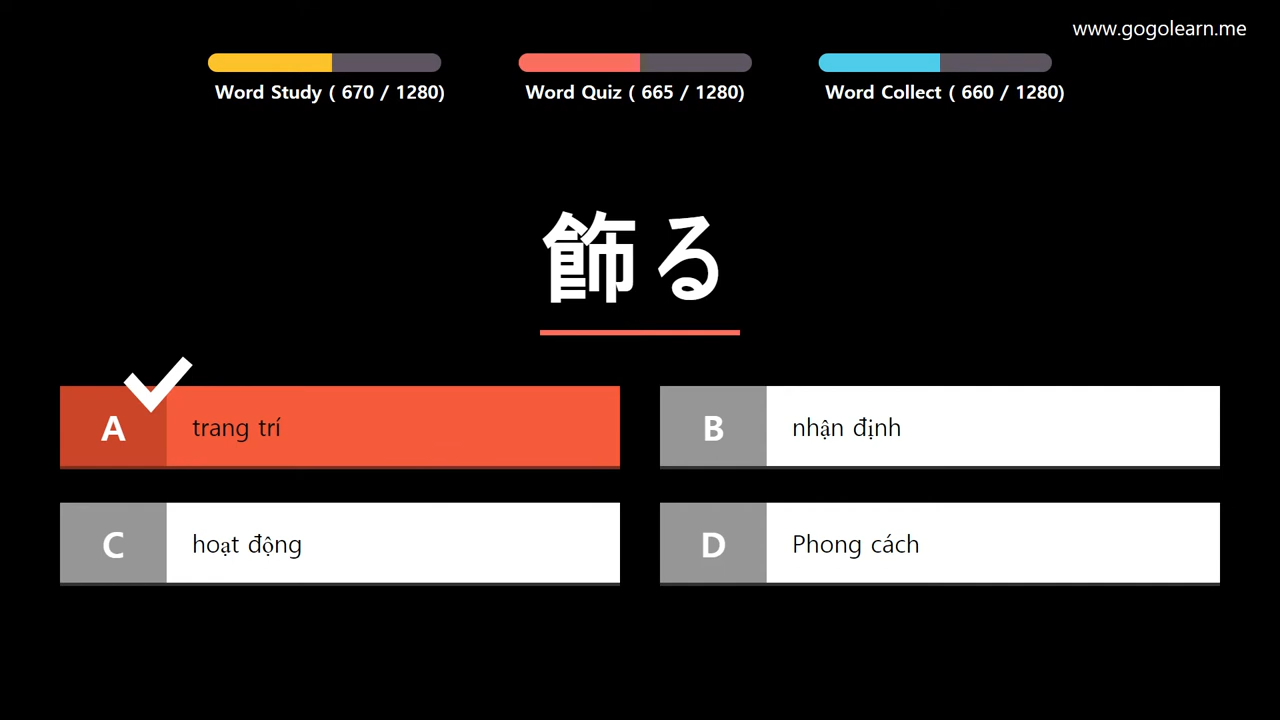 www.gogolearn.me
Word Study ( 670 / 1280)
Word Quiz ( 665 / 1280)
Word Collect ( 660 / 1280)
飾る
A trang trí
B nhận định
C hoạt động
D Phong cách